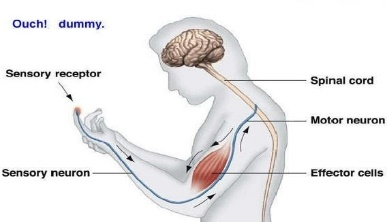 Ouch! dummy.
Sensory receptor
Spinal cord
Motor neuron
Sensory neuron
Effector cells